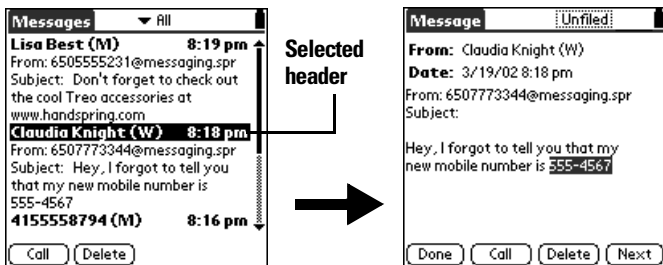 Messages All
Lisa Best (M) 8:19 pm
From: 6505555231@messaging.spr
Subject: Don't forget to check out
the cool Treo accessories at
www.handspring.com
Claudia Knight (W) 8:18 pm
From: 6507773344@messaging.spr
Subject: Hey, I forgot to tell you
that my new mobile number is
555-4567
4155558794 (M) 8:16 pm
Call Delete
Selected
header
Message Unfiled
From: Claudia Knight (W)
Date: 3/19/02 8:18 pm
From: 6507773344@messaging.spr
Subject:
Hey, I forgot to tell you that my
new mobile number is 555-4567
Done Call Delete Next